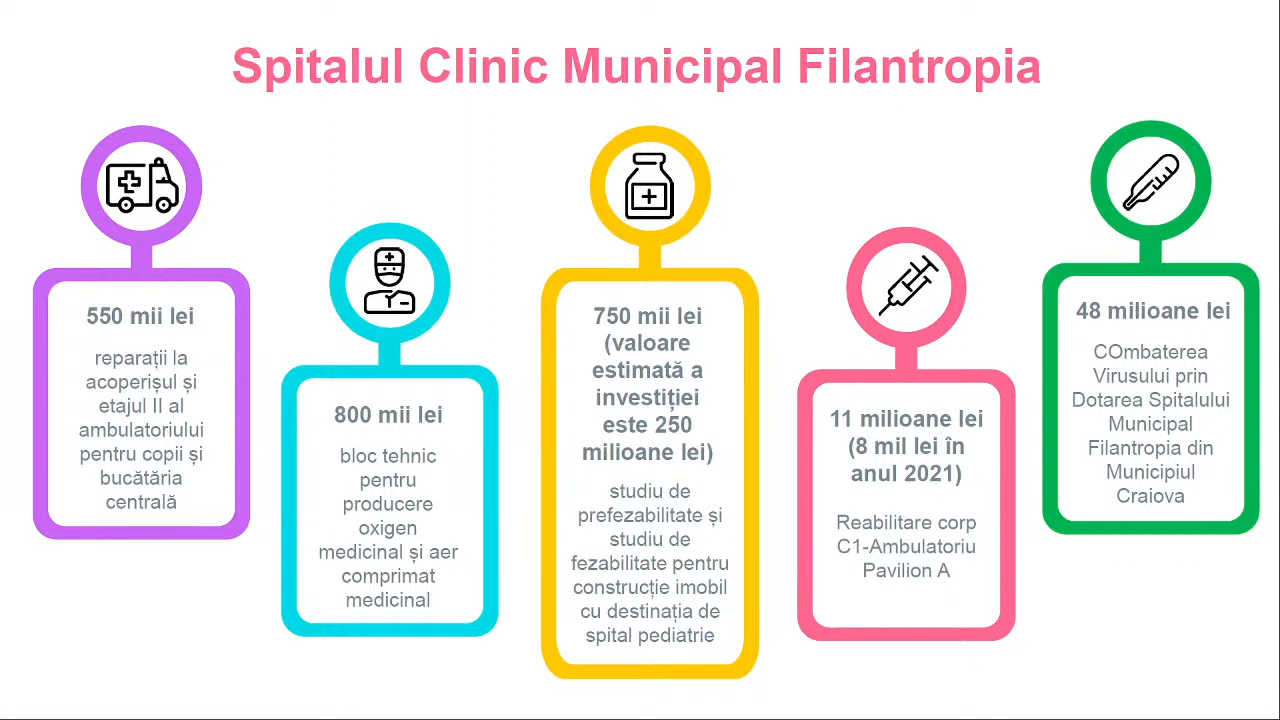 Spitalul Clinic Municipal Filantropia
550 mii lei
reparații la
acoperișul și
etajul II al
ambulatoriului
pentru copii și
bucătăria
centrală
800 mii lei
bloc tehnic
pentru
producere
oxigen
medicinal și aer
comprimat
medicinal
750 mii lei
(valoare
estimată a
investiției
este 250
milioane lei)
studiu de
prefezabilitate și
studiu de
fezabilitate pentru
construcție imobil
cu destinația de
spital pediatrie
11 milioane lei
(8 mil lei în
anul 2021)
Reabilitare corp
C1-Ambulatoriu
Pavilion A
48 milioane lei
COmbaterea
Virusului prin
Dotarea Spitalului
Municipal
Filantropia din
Municipiul
Craiova